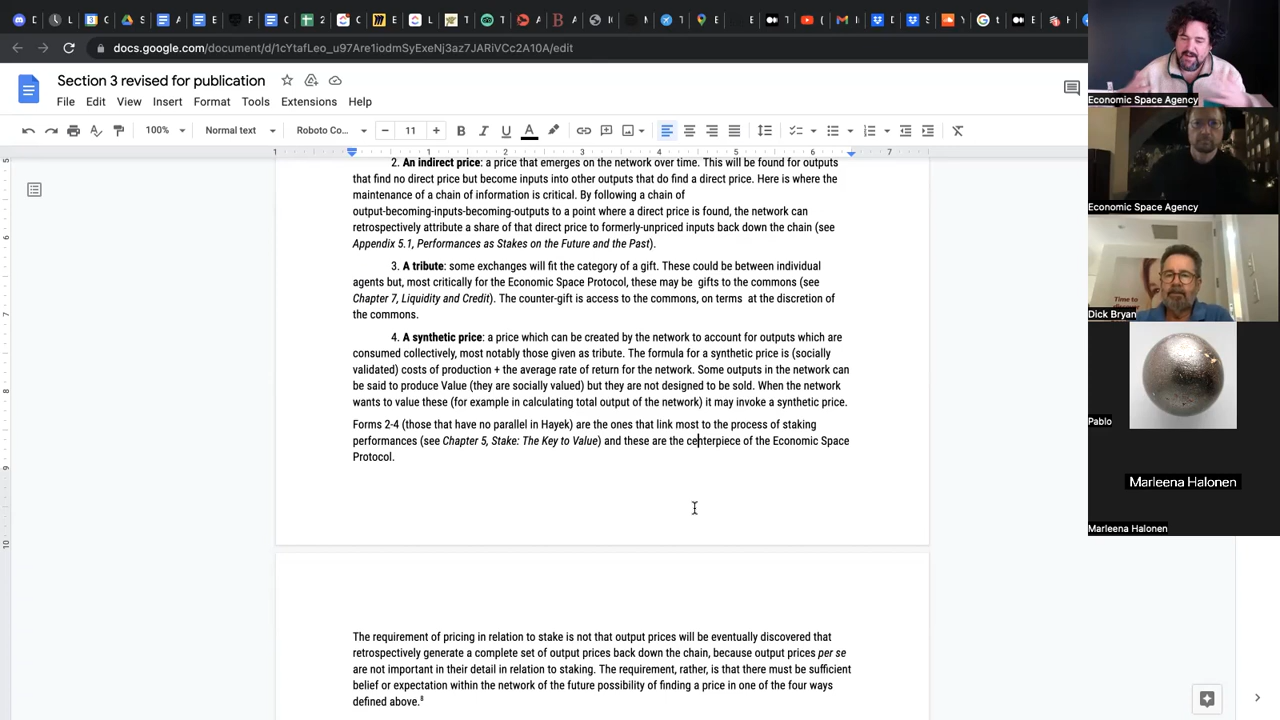 docs.google.com/document/d/1cYtafLeo_u97Are1iodmSyExeNj3az7JARiVCc2A10A/edit
Section 3 revised for publication
File Edit View Insert Format Tools Extensions Help
100% Normal text Roboto Co... 11
1 1 2 3 4 5 6 7
2. An indirect price: a price that emerges on the network over time. This will be found for outputs
that find no direct price but become inputs into other outputs that do find a direct price. Here is where the
maintenance of a chain of information is critical. By following a chain of
output-becoming-inputs-becoming-outputs to a point where a direct price is found, the network can
retrospectively attribute a share of that direct price to formerly-unpriced inputs back down the chain (see
Appendix 5.1, Performances as Stakes on the Future and the Past).
3. A tribute: some exchanges will fit the category of a gift. These could be between individual
agents but, most critically for the Economic Space Protocol, these may be  gifts to the commons (see
Chapter 7, Liquidity and Credit). The counter-gift is access to the commons, on terms  at the discretion of
the commons.
4. A synthetic price: a price which can be created by the network to account for outputs which are
consumed collectively, most notably those given as tribute. The formula for a synthetic price is (socially
validated) costs of production + the average rate of return for the network. Some outputs in the network can
be said to produce Value (they are socially valued) but they are not designed to be sold. When the network
wants to value these (for example in calculating total output of the network) it may invoke a synthetic price.
Forms 2-4 (those that have no parallel in Hayek) are the ones that link most to the process of staking
performances (see Chapter 5, Stake: The Key to Value) and these are the centerpiece of the Economic Space
Protocol.
The requirement of pricing in relation to stake is not that output prices will be eventually discovered that
retrospectively generate a complete set of output prices back down the chain, because output prices per se
are not important in their detail in relation to staking. The requirement, rather, is that there must be sufficient
belief or expectation within the network of the future possibility of finding a price in one of the four ways
defined above.8
Economic Space Agency
Economic Space Agency
Time to
Dick Bryan
Pablo
Marleena Halonen
Marleena Halonen